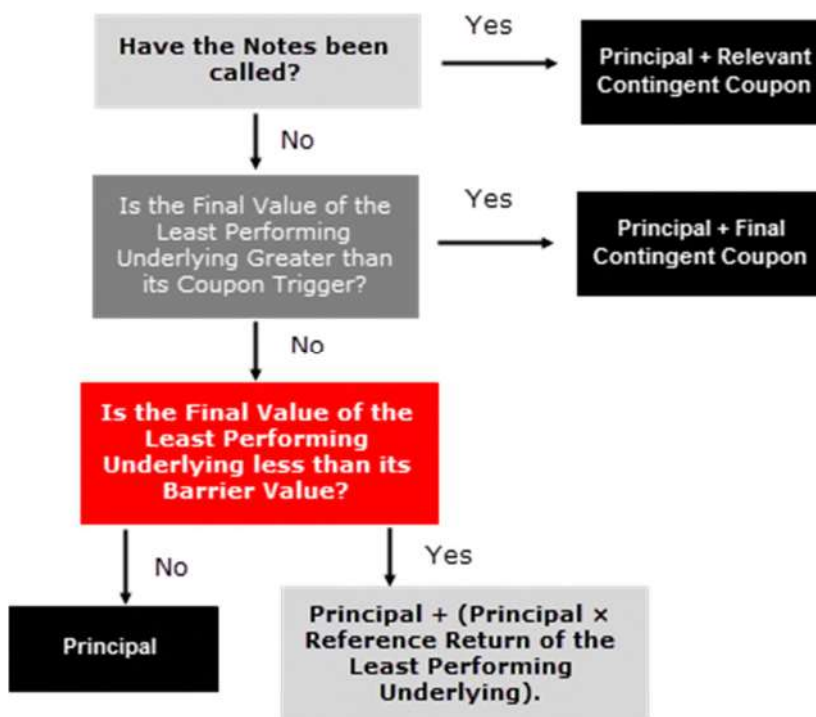 Have the Notes been
called?
Yes
Principal + Relevant
Contingent Coupon
No
Is the Final Value of the
Least Performing
Underlying Greater than
its Coupon Trigger?
Yes
Principal + Final
Contingent Coupon
No
Is the Final Value of the
Least Performing
Underlying less than its
Barrier Value?
No
Yes
Principal
Principal + (Principal ×
Reference Return of the
Least Performing
Underlying).